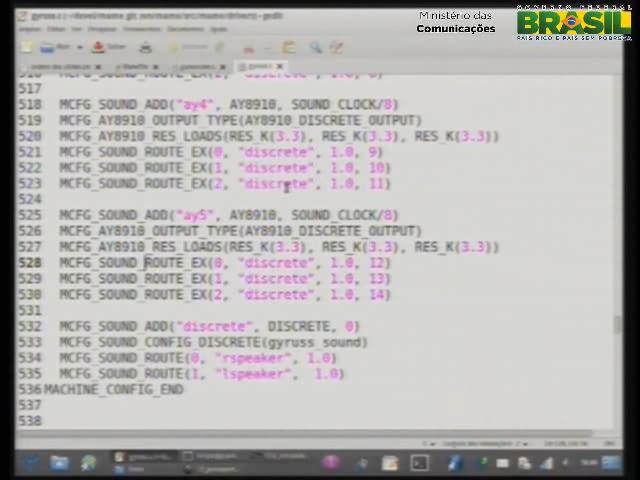 Ministério das
Comunicações
BRASIL
PAÍS RICO É PAÍS SEM POBREZA
517
518 MCFG_SOUND_ADD("ay4", AY8910, SOUND_CLOCK/8)
519 MCFG_AY8910_OUTPUT_TYPE(AY8910_DISCRETE_OUTPUT)
520 MCFG_AY8910_RES_LOADS(RES_K(3.3), RES_K(3.3), RES_K(3.3))
521 MCFG_SOUND_ROUTE_EX(0, "discrete", 1.0, 9)
522 MCFG_SOUND_ROUTE_EX(1, "discrete", 1.0, 10)
523 MCFG_SOUND_ROUTE_EX(2, "discrete", 1.0, 11)
524
525 MCFG_SOUND_ADD("ay5", AY8910, SOUND_CLOCK/8)
526 MCFG_AY8910_OUTPUT_TYPE(AY8910_DISCRETE_OUTPUT)
527 MCFG_AY8910_RES_LOADS(RES_K(3.3), RES_K(3.3), RES_K(3.3))
528 MCFG_SOUND_ROUTE_EX(0, "discrete", 1.0, 12)
529 MCFG_SOUND_ROUTE_EX(1, "discrete", 1.0, 13)
530 MCFG_SOUND_ROUTE_EX(2, "discrete", 1.0, 14)
531
532 MCFG_SOUND_ADD("discrete", DISCRETE, 0)
533 MCFG_SOUND_CONFIG_DISCRETE(gyruss_sound)
534 MCFG_SOUND_ROUTE(0, "rspeaker", 1.0)
535 MCFG_SOUND_ROUTE(1, "lspeaker", 1.0)
536 MACHINE_CONFIG_END
537
538